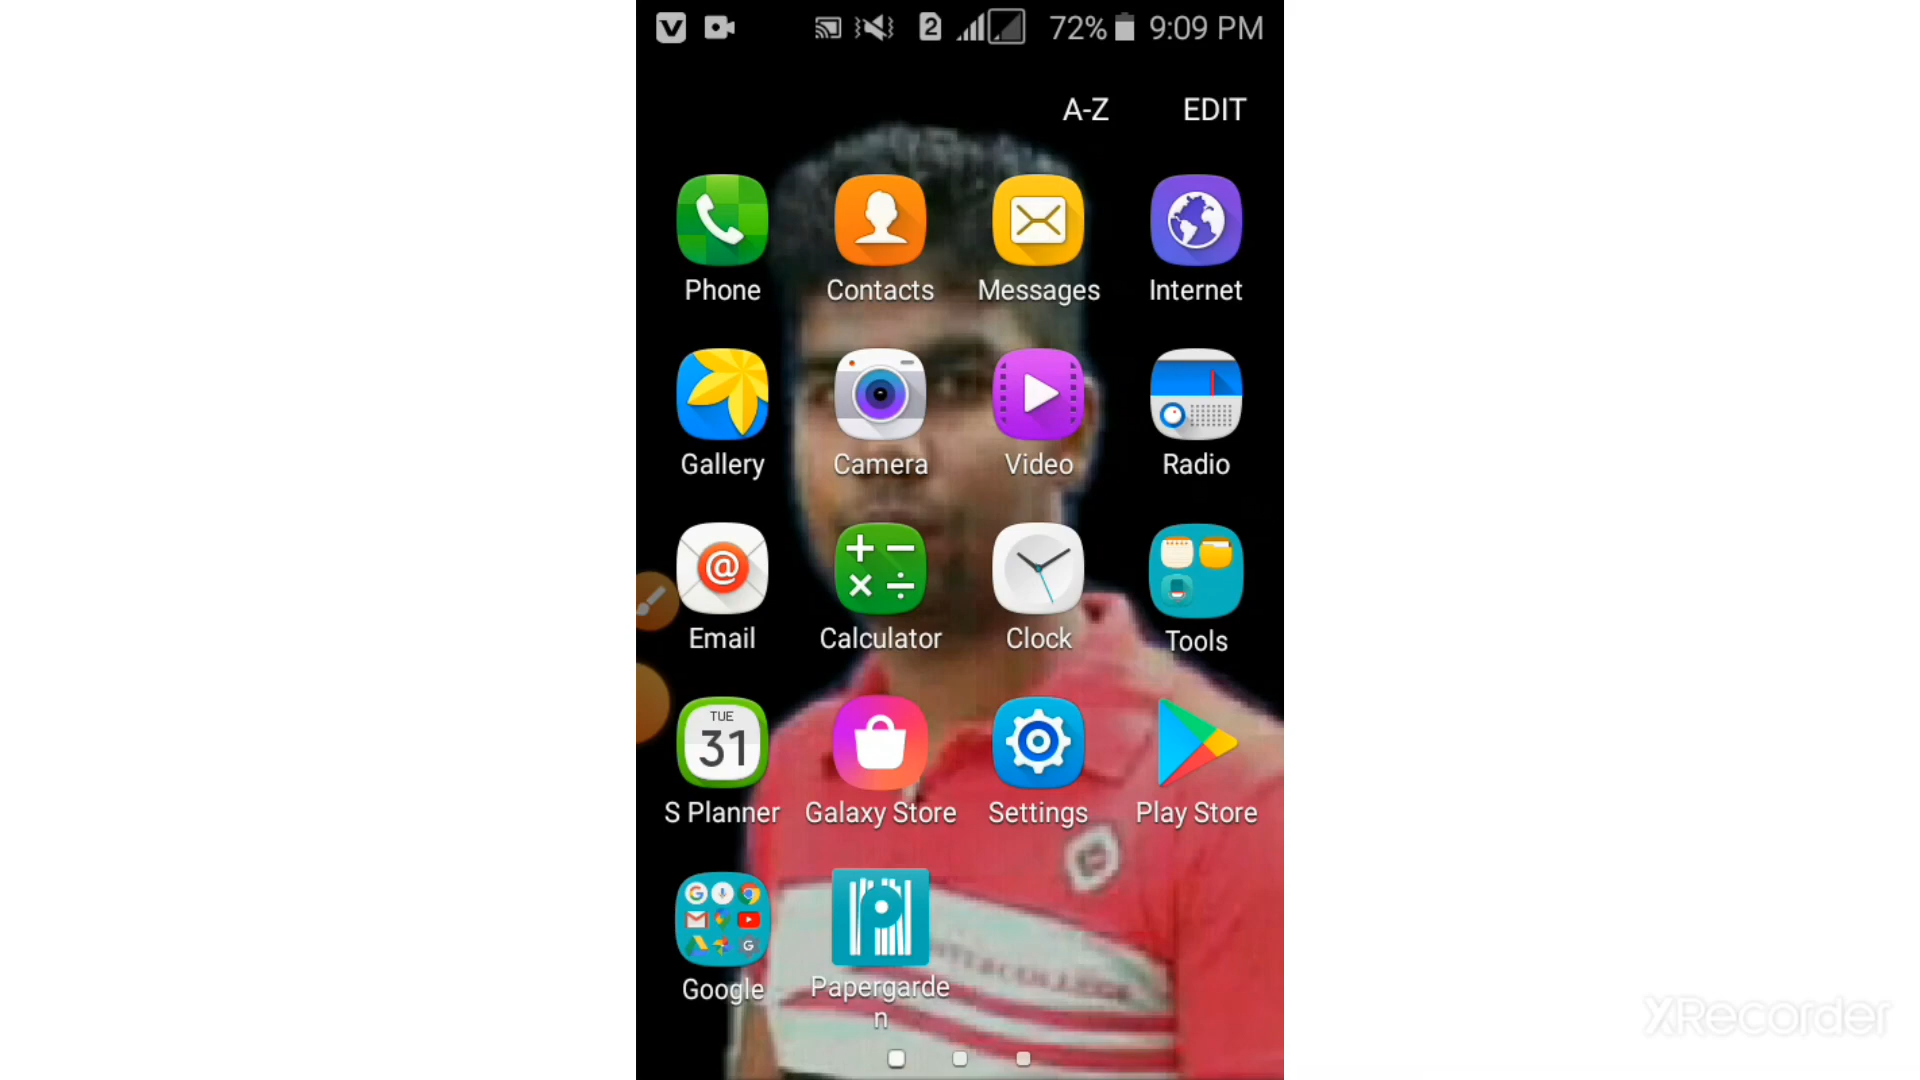 2 72% 9:09 PM
A-Z EDIT
Phone Contacts Messages Internet
Gallery Camera Video Radio
Email Calculator Clock Tools
TUE
31
S Planner Galaxy Store Settings Play Store
Google Papergarde
n
XRecorder